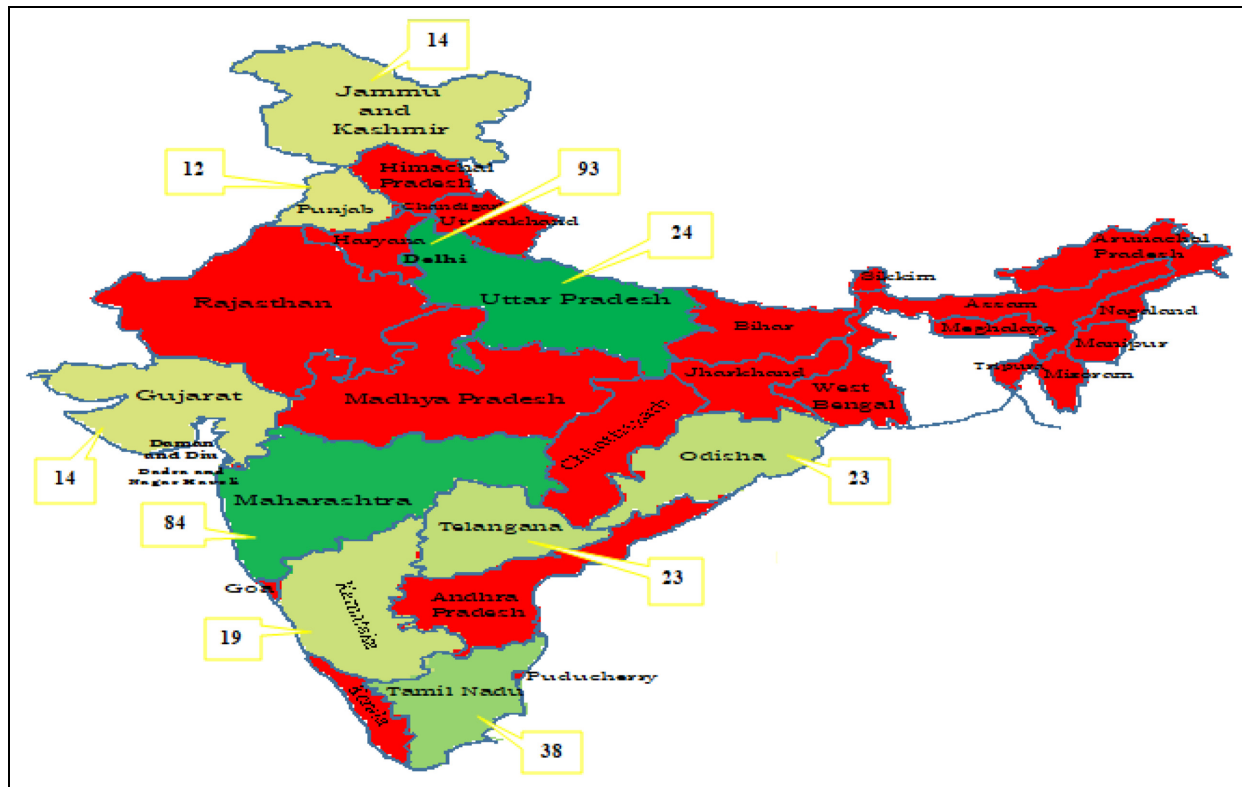 14
Jammu
and
Kashmir
12
Himachal
Pradesh
93
Punjab
Chandigar
Uttarakhand
Haryana
Delhi
24
Arunachal
Pradesh
Sikkim
Rajasthan
Uttar Pradesh
Assam
Nagaland
Bihar
Meghalaya
Manipur
Tripura
Mizoram
Jharkhand
Gujarat
Madhya Pradesh
West
Bengal
Chhattisgarh
Daman
and Diu
Odisha
14
Dadra and
Nagar Haveli
23
Maharashtra
84
Telangana
23
Goa
Karnataka
Andhra
Pradesh
19
Puducherry
Tamil Nadu
Kerala
38